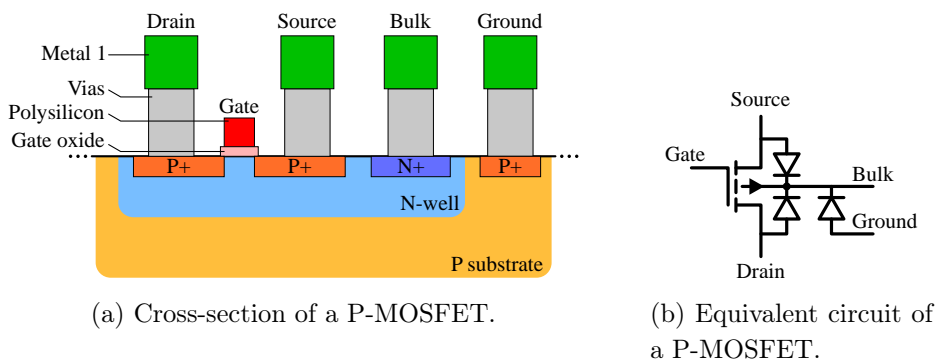 Drain Source Bulk Ground
Metal 1
Vias
Polysilicon Gate
Gate oxide
P+ P+ N+ P+
N-well
P substrate
(a) Cross-section of a P-MOSFET.
Source
Gate
Bulk
Ground
Drain
(b) Equivalent circuit of
a P-MOSFET.